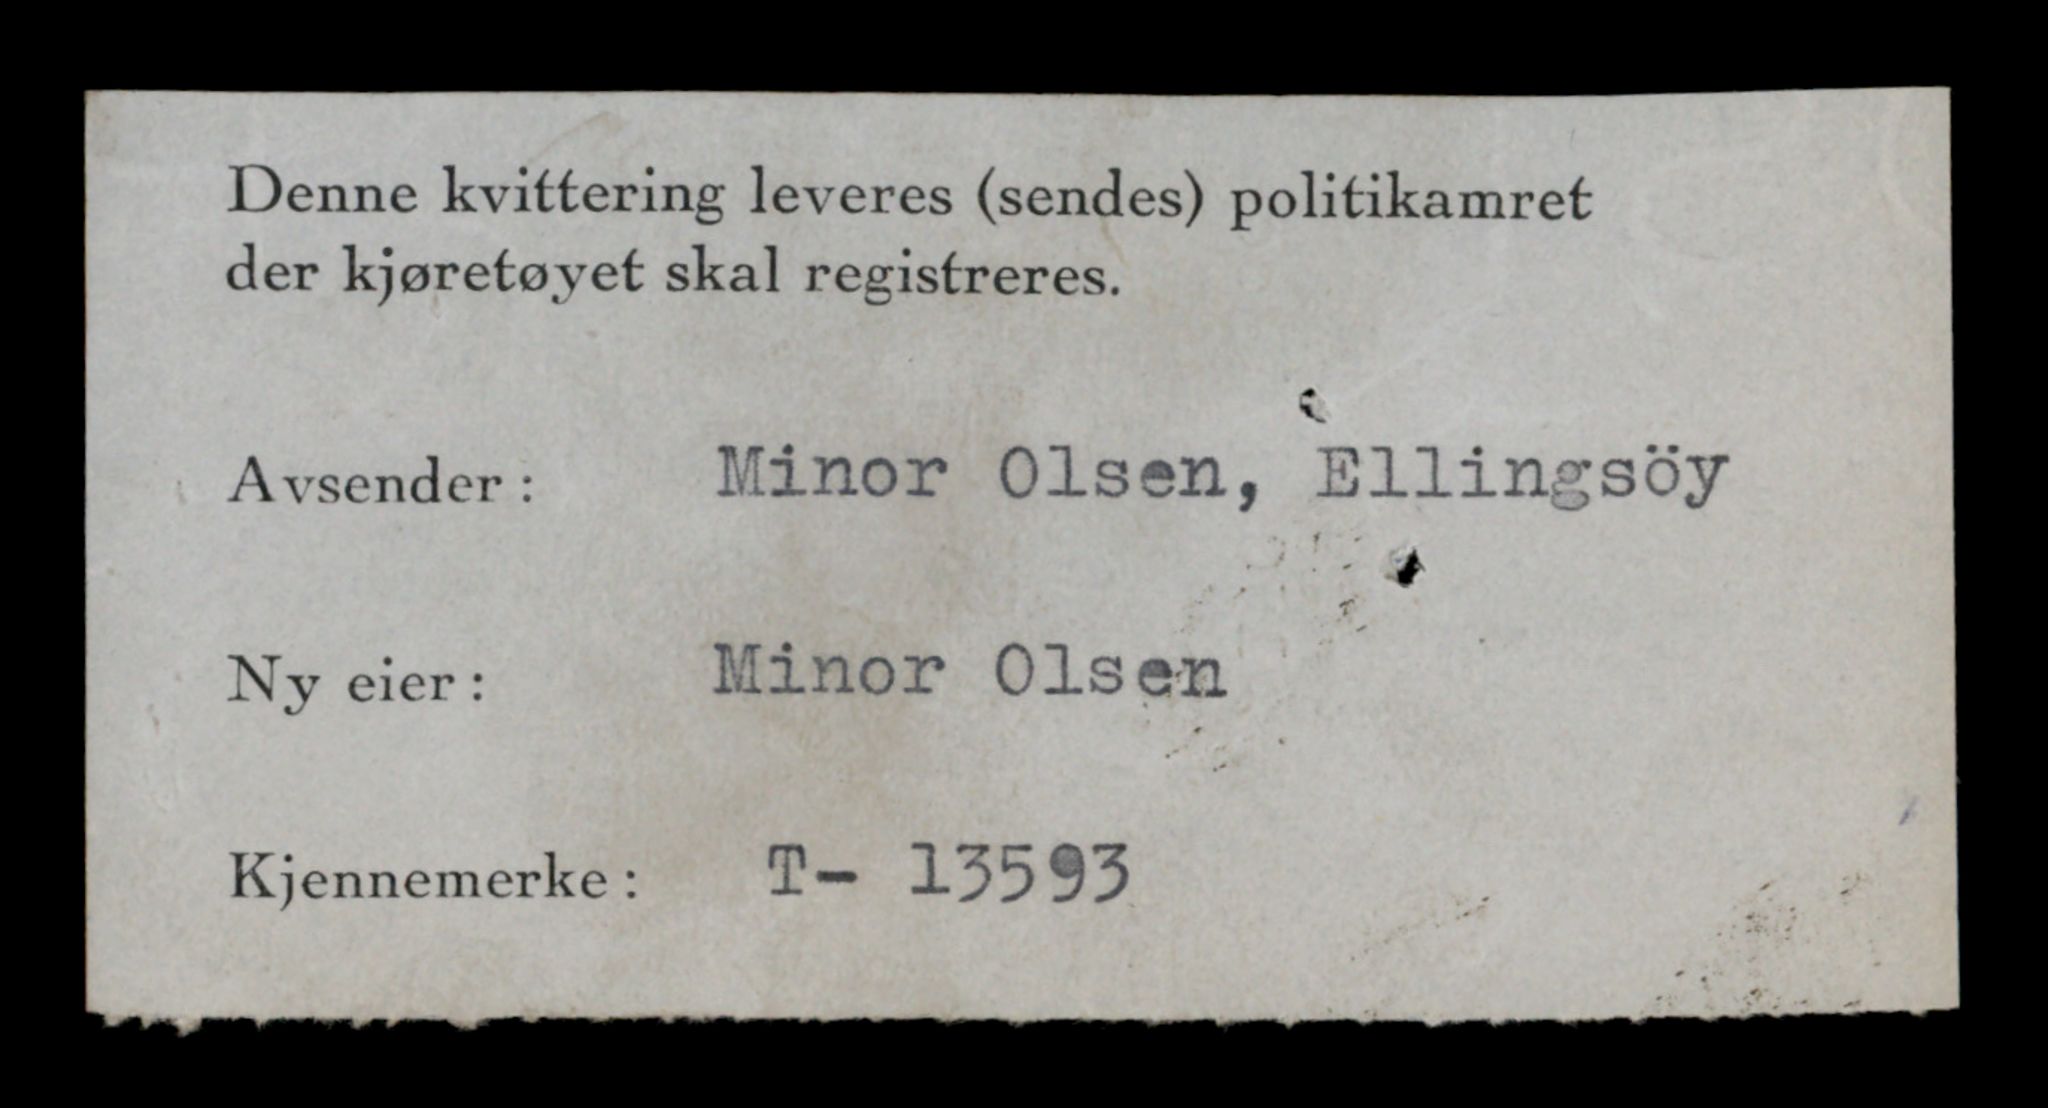 Denne kvittering leveres (sendes) politikamret
der kjøretøyet skal registreres.
Avsender: Minor Olsen, Ellingsöy
Ny eier: Minor Olsen
Kjennemerke: T- 13593